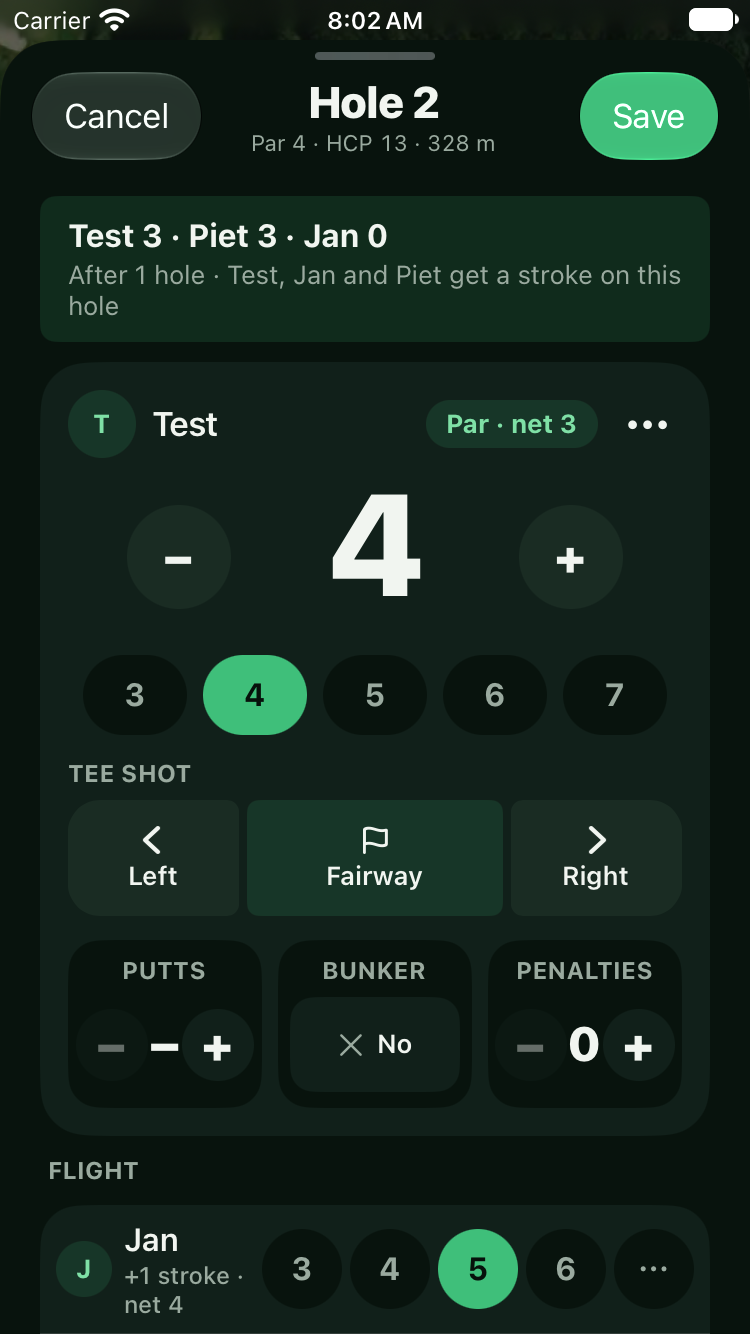 Carrier 8:02 AM
Cancel
Hole 2
Save
Par 4 · HCP 13 · 328 m
Test 3 · Piet 3 · Jan 0
After 1 hole · Test, Jan and Piet get a stroke on this
hole
T Test Par · net 3 •••
− 4 +
3 4 5 6 7
TEE SHOT
Left Fairway Right
PUTTS BUNKER PENALTIES
− – + No − 0 +
FLIGHT
J Jan 3 4 5 6 ···
+1 stroke ·
net 4